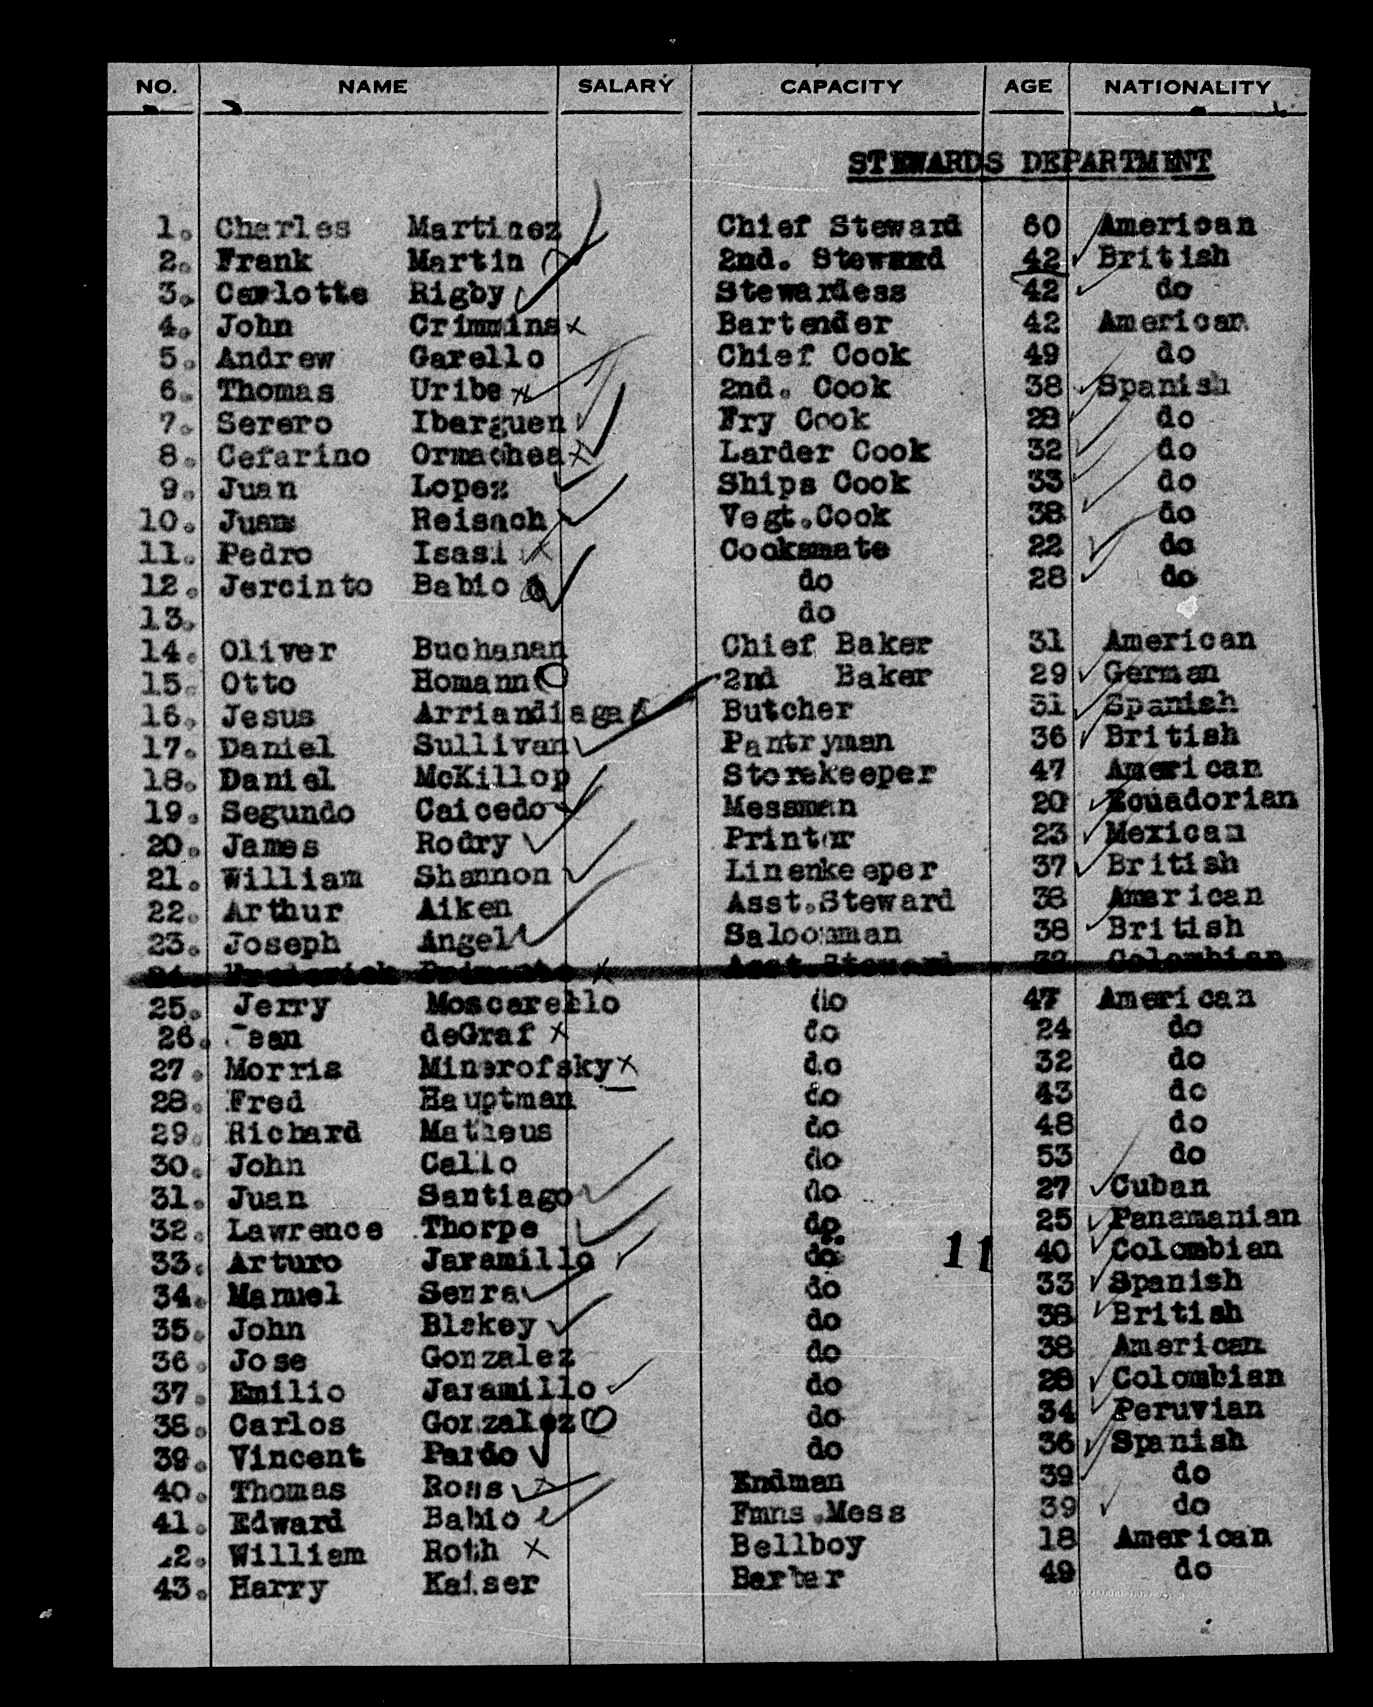 NO. NAME SALARY CAPACITY AGE NATIONALITY
STEWARDS DEPARTMENT
1. Charles Martinez Chief Steward 60 American
2. Frank Martin 2nd. Steward 42 British
3. Carlotte Rigby Stewardess 42 do
4. John Crimmins Bartender 42 American
5. Andrew Garello Chief Cook 49 do
6. Thomas Uribe 2nd. Cook 38 Spanish
7. Serero Ibarguen Fry Cook 28 do
8. Cefarino Ormachea Larder Cook 32 do
9. Juan Lopez Ships Cook 33 do
10. Juan Reisach Vegt.Cook 38 do
11. Pedro Isasi Cooksmate 22 do
12. Jercinto Babio do 28 do
13. do
14. Oliver Buchanan Chief Baker 31 American
15. Otto Homann 2nd Baker 29 German
16. Jesus Arriandiaga Butcher 31 Spanish
17. Daniel Sullivan Pantryman 36 British
18. Daniel McKillop Storekeeper 47 American
19. Segundo Caicedo Messman 20 Ecuadorian
20. James Rodry Printer 23 Mexican
21. William Shannon Linenkeeper 37 British
22. Arthur Aiken Asst.Steward 38 American
23. Joseph Angel Saloonman 38 British
Asst.Steward 32 Colombian
25. Jerry Moscarello do 47 American
26. Jean deGraf do 24 do
27. Morris Minerofsky do 32 do
28. Fred Hauptman do 43 do
29. Richard Matheus do 48 do
30. John Callo do 53 do
31. Juan Santiago do 27 Cuban
32. Lawrence Thorpe do 25 Panamanian
33. Arturo Jaramillo do 11 40 Colombian
34. Manuel Senra do 33 Spanish
35. John Blakey do 38 British
36. Jose Gonzalez do 38 American
37. Emilio Jaramillo do 28 Colombian
38. Carlos Gonzalez do 34 Peruvian
39. Vincent Pardo do 36 Spanish
40. Thomas Ross Endman 39 do
41. Edward Babio Fmns.Mess 39 do
42. William Roth Bellboy 18 American
43. Harry Kaiser Barber 49 do